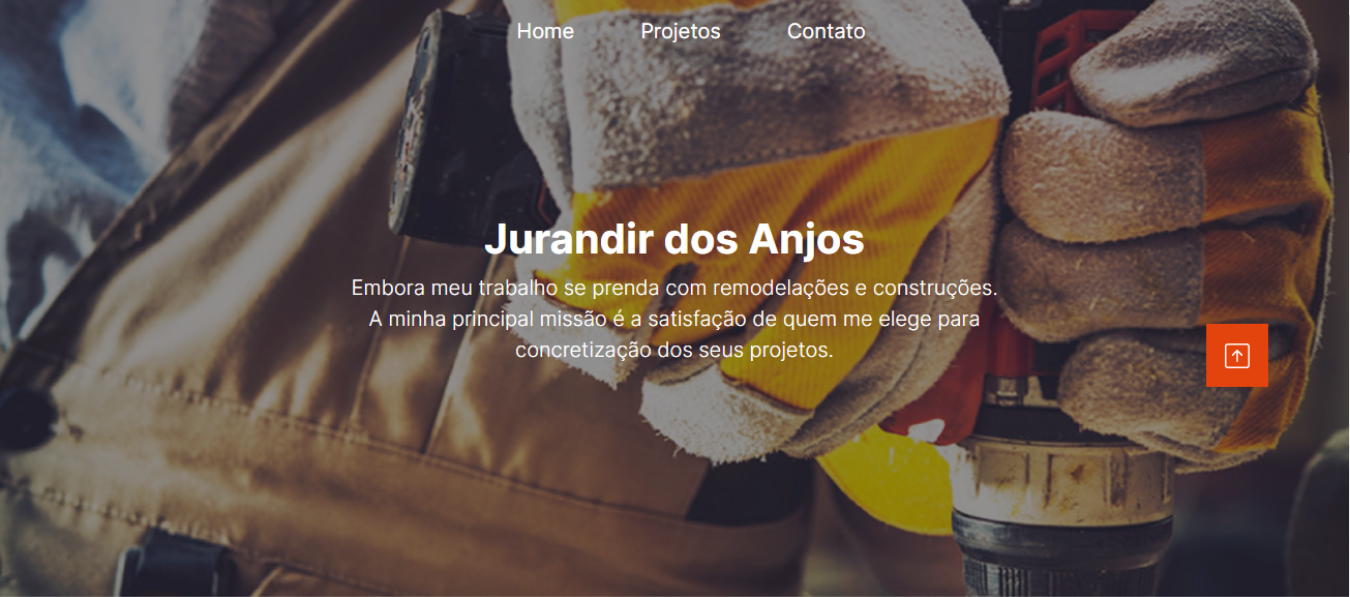 Home Projetos Contato
Jurandir dos Anjos
Embora meu trabalho se prenda com remodelações e construções.
A minha principal missão é a satisfação de quem me elege para
concretização dos seus projetos.